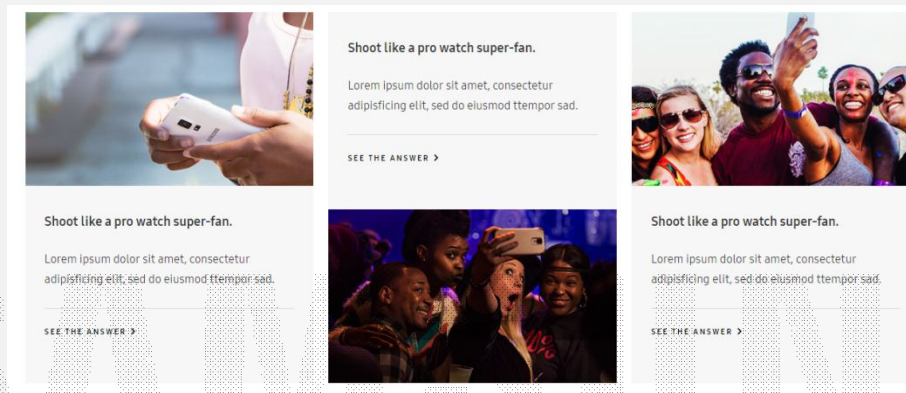 Shoot like a pro watch super-fan.
Lorem ipsum dolor sit amet, consectetur
adipisficing elit, sed do eiusmod ttempor sad.
SEE THE ANSWER >
Shoot like a pro watch super-fan.
Lorem ipsum dolor sit amet, consectetur
adipisficing elit, sed do eiusmod ttempor sad.
SEE THE ANSWER >
Shoot like a pro watch super-fan.
Lorem ipsum dolor sit amet, consectetur
adipisficing elit, sed do eiusmod ttempor sad.
SEE THE ANSWER >